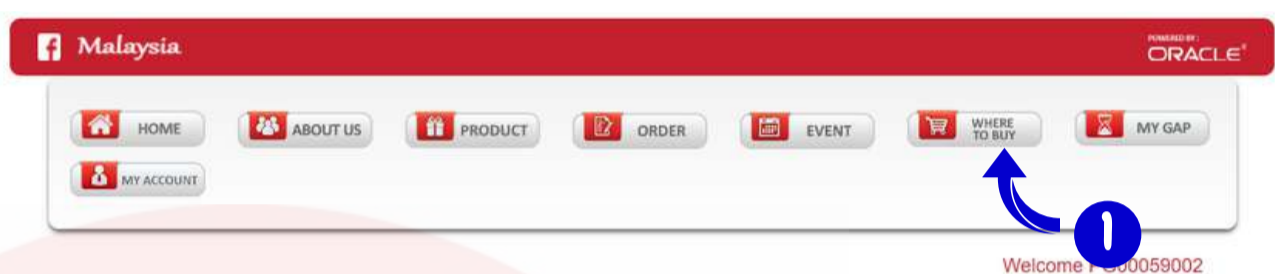 f Malaysia
POWERED BY:
ORACLE®
HOME
ABOUT US
PRODUCT
ORDER
EVENT
WHERE
TO BUY
MY GAP
MY ACCOUNT
1
Welcome 00059002